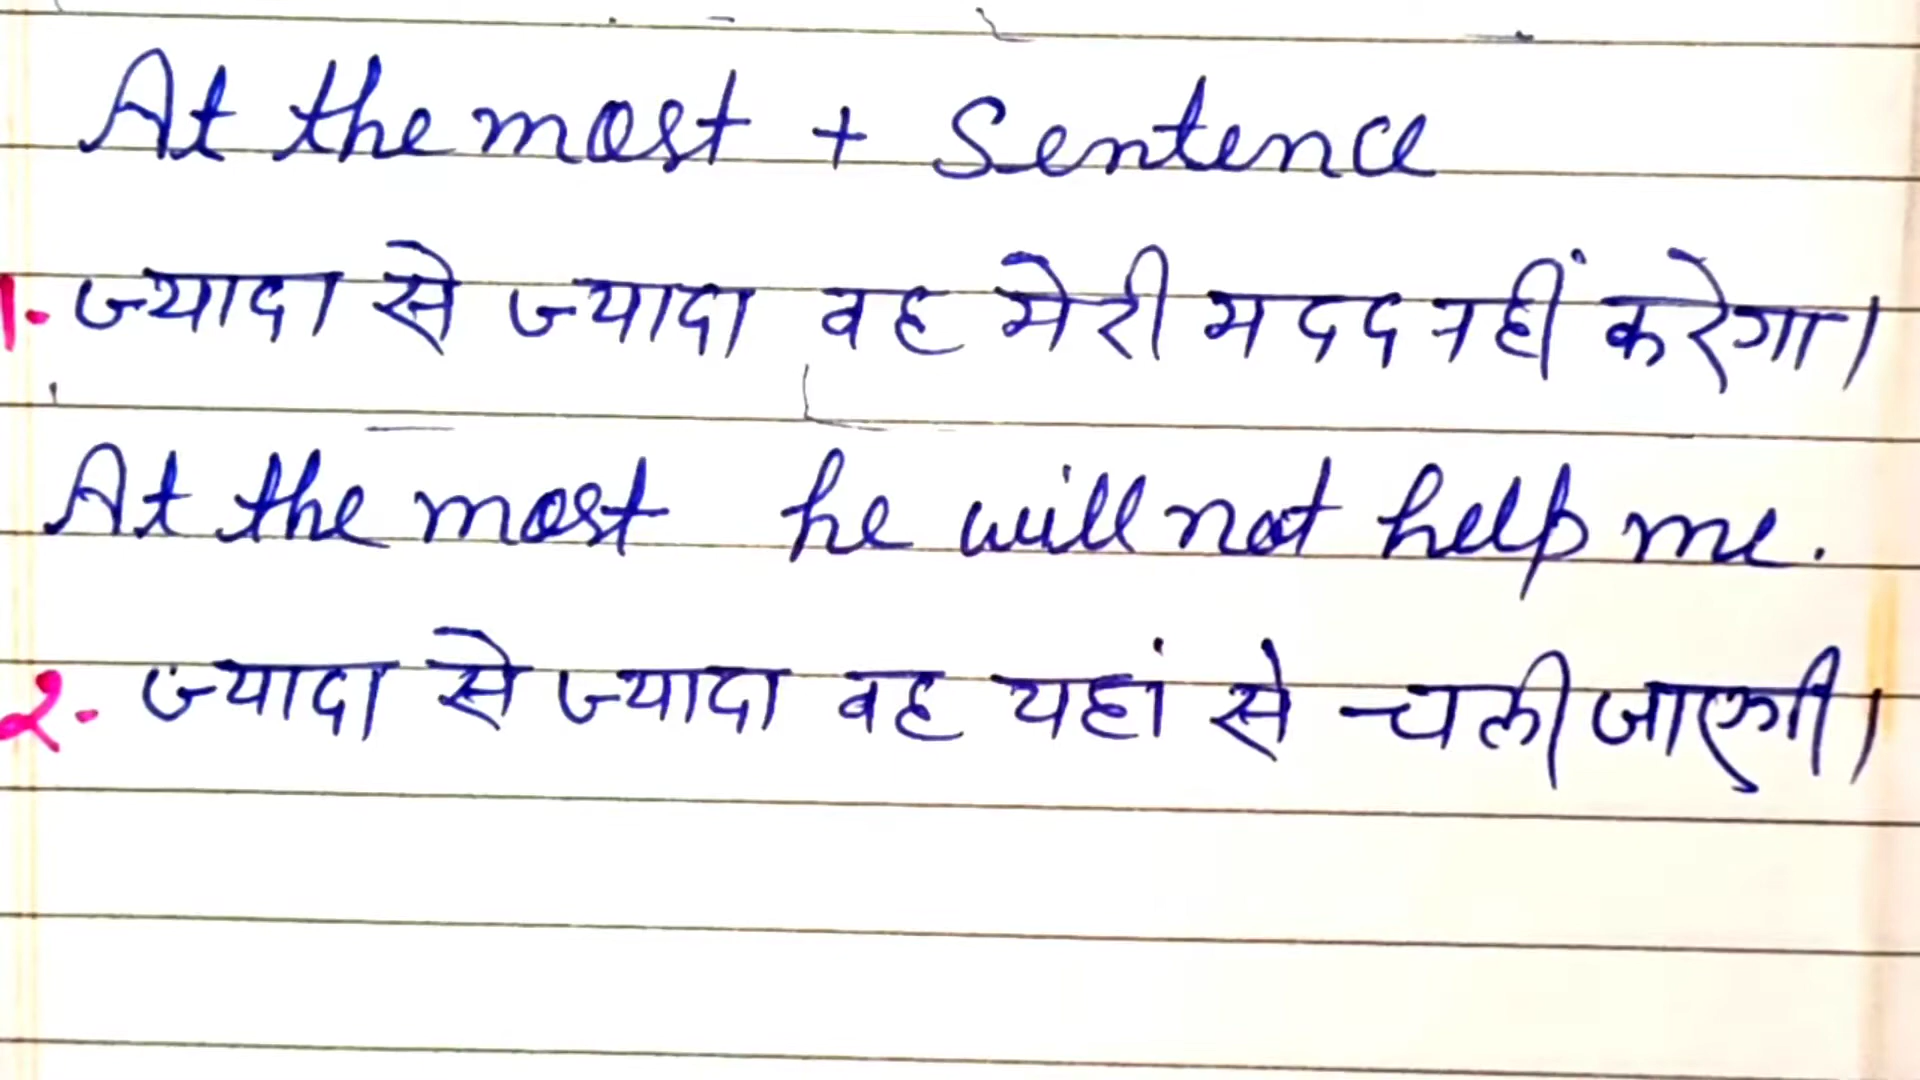 At the most + Sentence
1. ज्यादा से ज्यादा वह मेरी मदद नहीं करेगा।
At the most he will not help me.
2. ज्यादा से ज्यादा वह यहां से चली जाएगी।